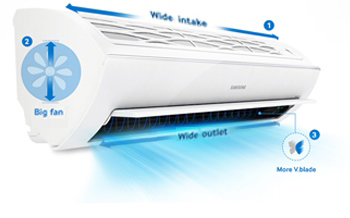 Wide intake
1
2
SAMSUNG
Big fan
Wide outlet
3
More V.blade